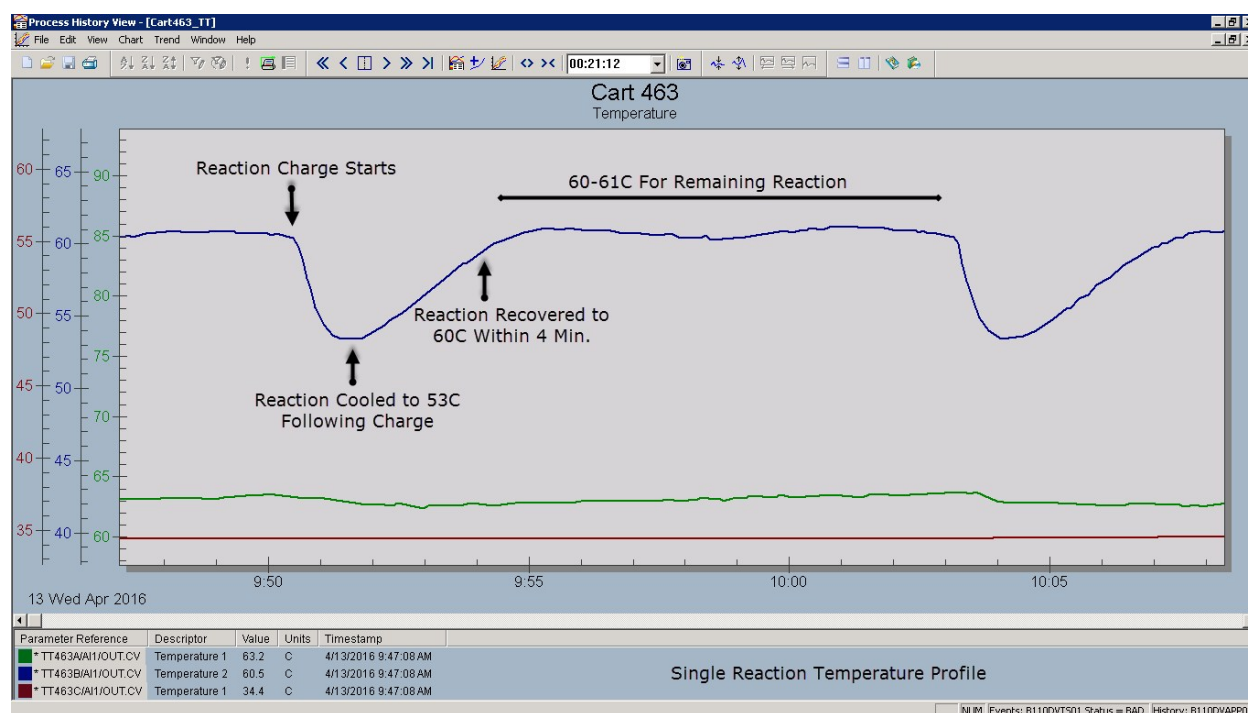 Process History View - [Cart463_TT]
File Edit View Chart Trend Window Help
00:21:12
Cart 463
Temperature
60 65 90
55 60 85
80
50 55
75
45 50
70
40 45
65
35 40 60
Reaction Charge Starts
60-61C For Remaining Reaction
Reaction Recovered to
60C Within 4 Min.
Reaction Cooled to 53C
Following Charge
9:50 9:55 10:00 10:05
13 Wed Apr 2016
Parameter Reference Descriptor Value Units Timestamp
*TT463A/AI1/OUT.CV Temperature 1 63.2 C 4/13/2016 9:47:08 AM
*TT463B/AI1/OUT.CV Temperature 2 60.5 C 4/13/2016 9:47:08 AM
*TT463C/AI1/OUT.CV Temperature 1 34.4 C 4/13/2016 9:47:08 AM
Single Reaction Temperature Profile
NUM Events: B110DVTS01 Status = BAD History: B110DVAPP0